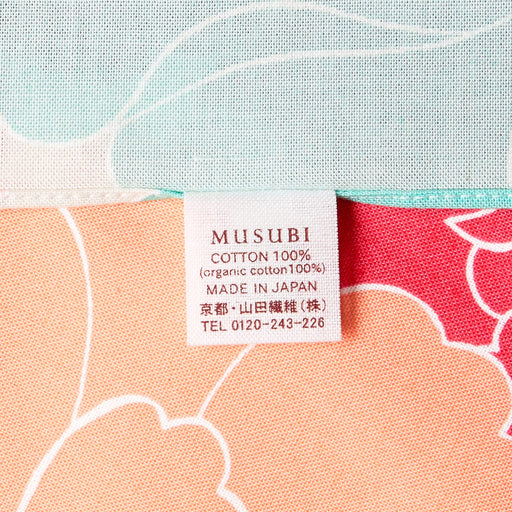 MUSUBI
COTTON 100%
(organic cotton100%)
MADE IN JAPAN
京都・山田繊維(株)
TEL 0120-243-226